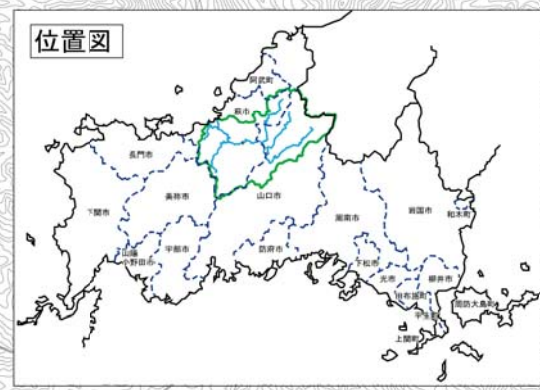 位置図
阿武町
萩市
長門市
美祢市
山口市
下関市
周南市
岩国市
和木町
宇部市
防府市
山陽
小野田市
下松市
光市
柳井市
田布施町
周防大島町
平生町
上関町